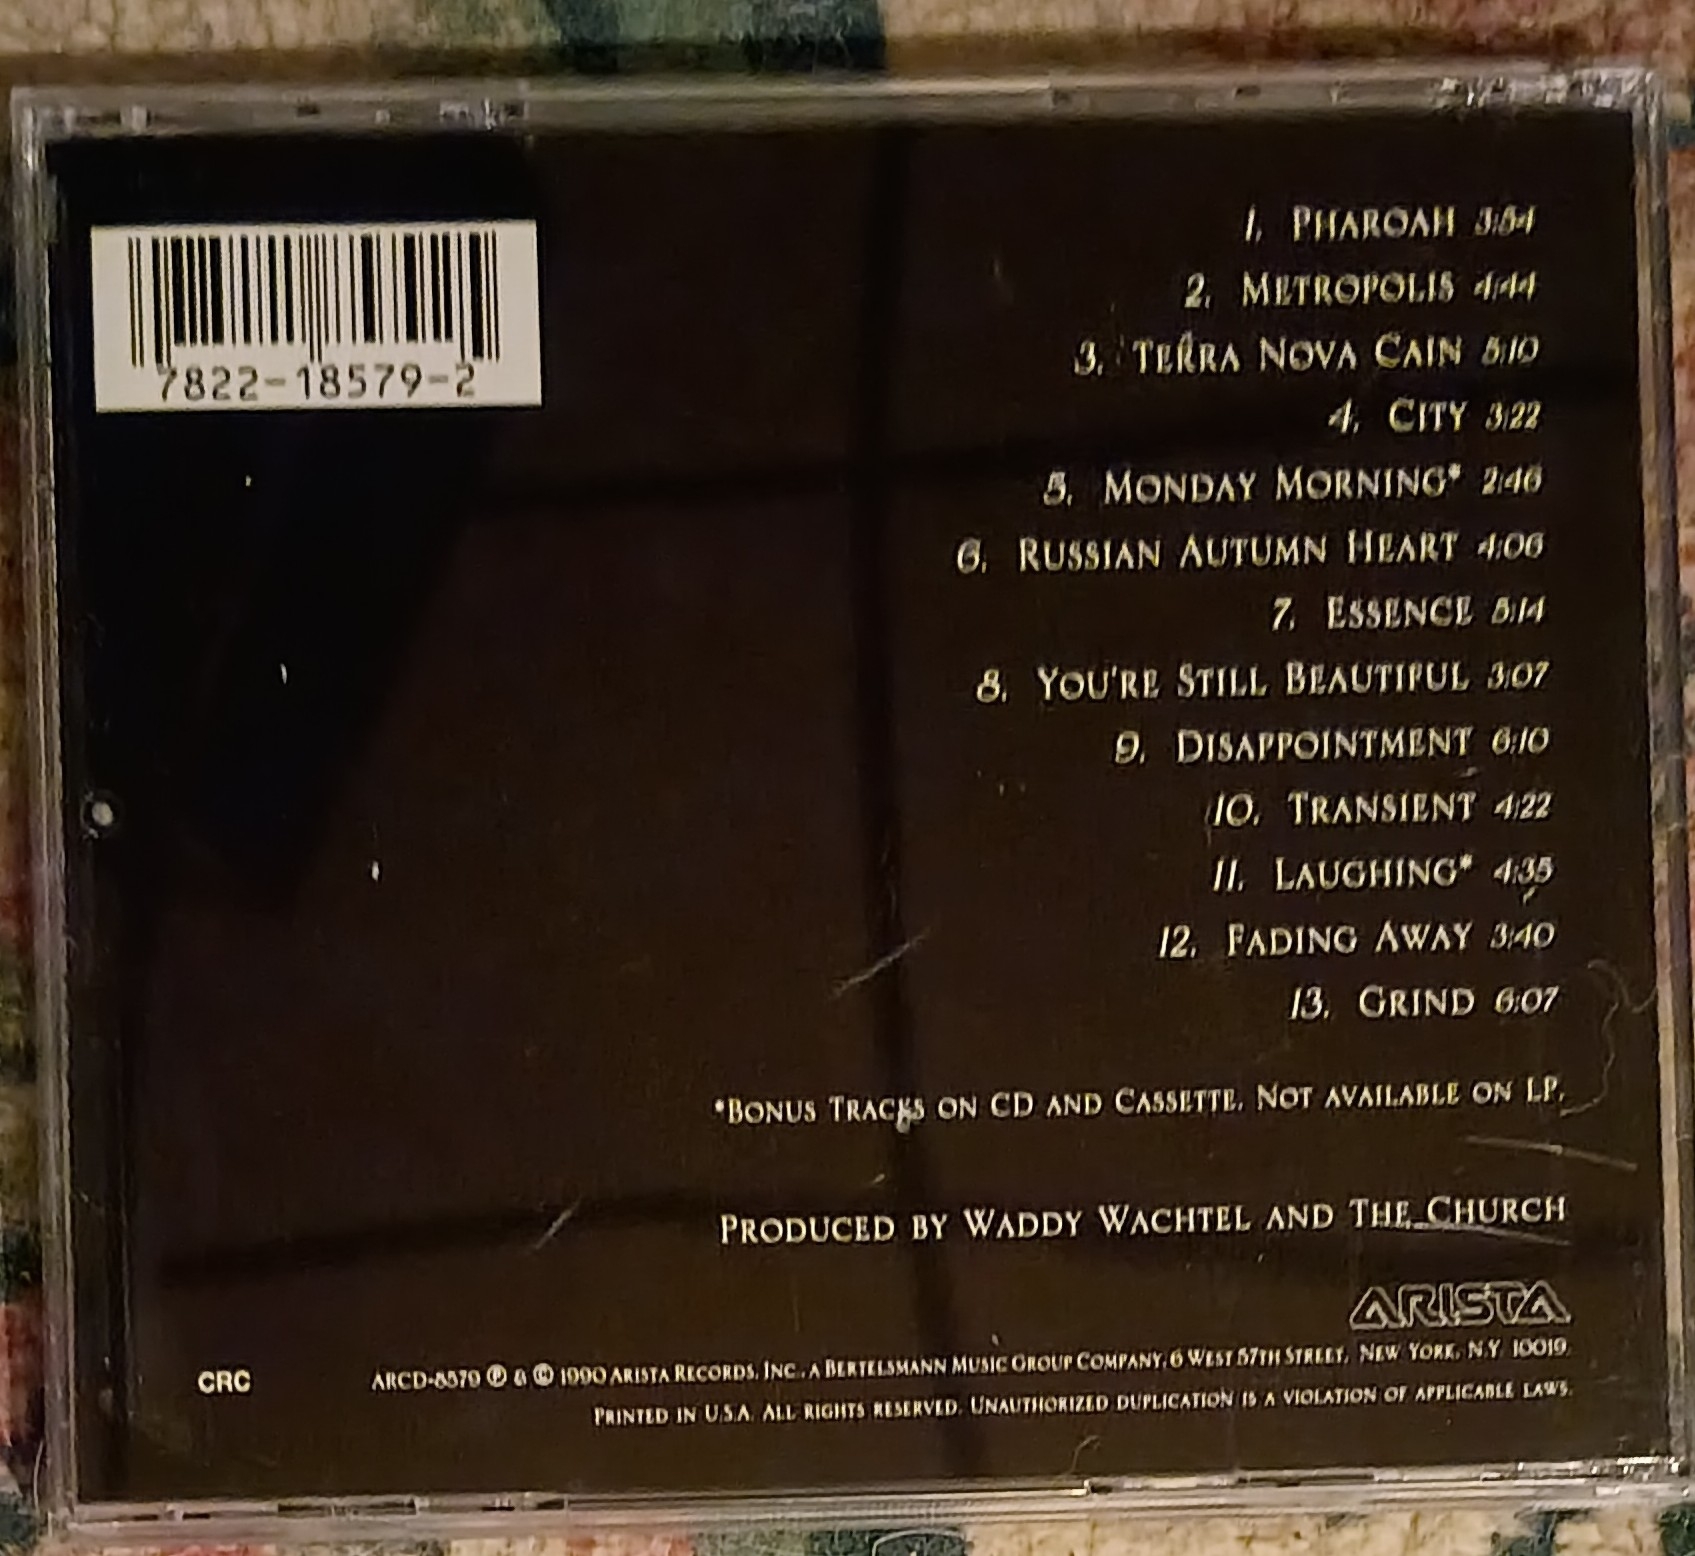 7822-18579-2
1. PHAROAH 3:54
2. METROPOLIS 4:44
3. TERRA NOVA CAIN 5:10
4. CITY 3:22
5. MONDAY MORNING* 2:46
6. RUSSIAN AUTUMN HEART 4:06
7. ESSENCE 5:14
8. YOU'RE STILL BEAUTIFUL 3:07
9. DISAPPOINTMENT 6:10
10. TRANSIENT 4:22
11. LAUGHING* 4:35
12. FADING AWAY 3:40
13. GRIND 6:07
*BONUS TRACKS ON CD AND CASSETTE. NOT AVAILABLE ON LP.
PRODUCED BY WADDY WACHTEL AND THE CHURCH
ARISTA
CRC
ARCD-8579 ℗ & © 1990 ARISTA RECORDS, INC., A BERTELSMANN MUSIC GROUP COMPANY, 6 WEST 57TH STREET, NEW YORK, N.Y. 10019.
PRINTED IN U.S.A. ALL RIGHTS RESERVED. UNAUTHORIZED DUPLICATION IS A VIOLATION OF APPLICABLE LAWS.